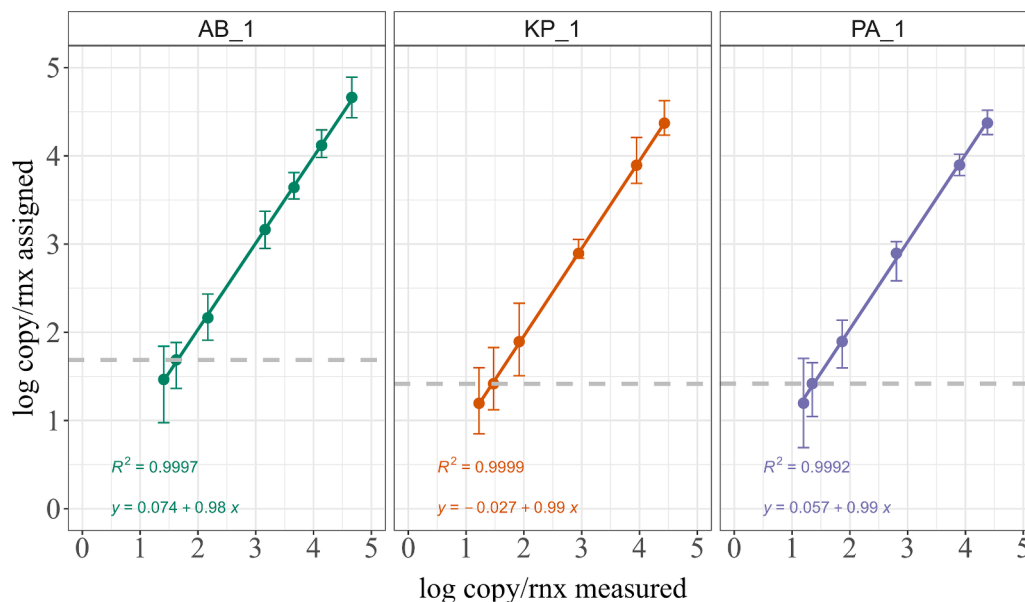 AB_1 KP_1 PA_1
5
4
3
2
1
0
log copy/rnx assigned
R² = 0.9997 R² = 0.9999 R² = 0.9992
y = 0.074 + 0.98 x y = −0.027 + 0.99 x y = 0.057 + 0.99 x
0 1 2 3 4 5 0 1 2 3 4 5 0 1 2 3 4 5
log copy/rnx measured